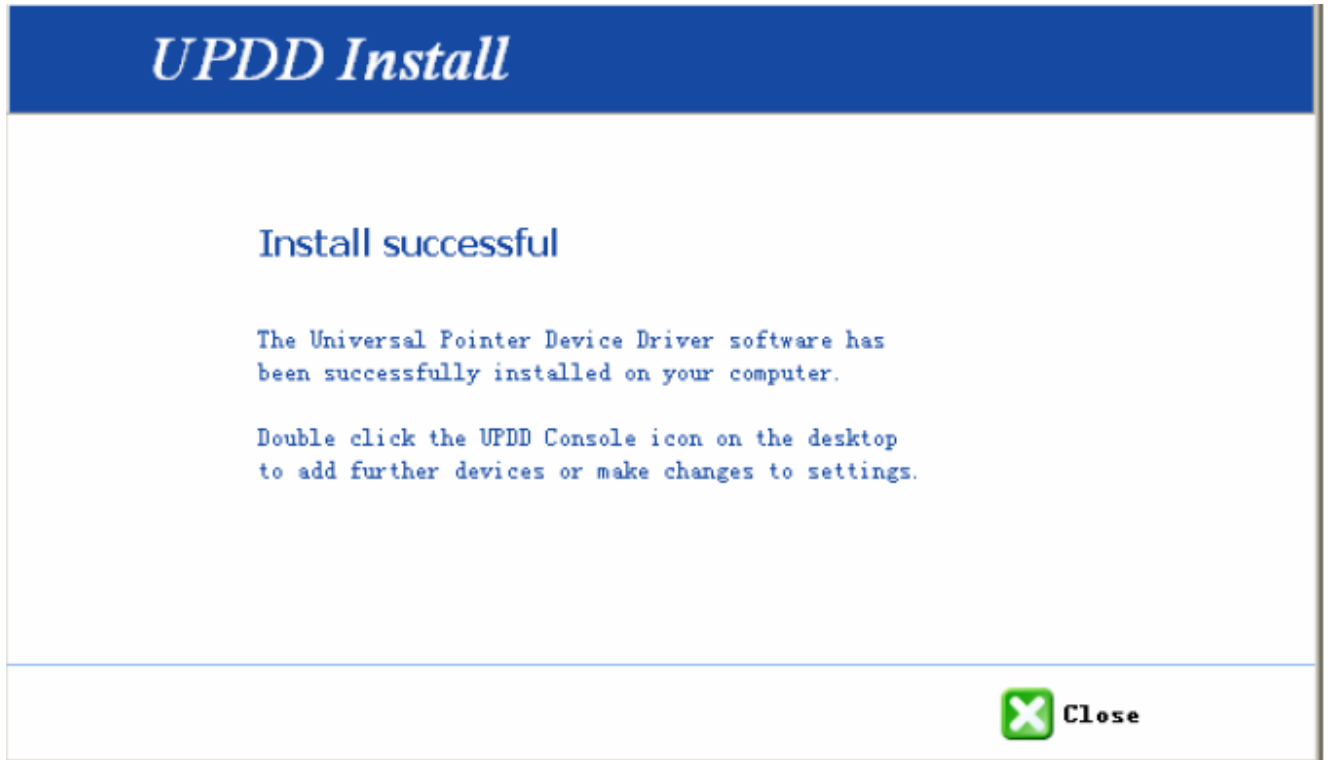 UPDD Install
Install successful
The Universal Pointer Device Driver software has
been successfully installed on your computer.
Double click the UPDD Console icon on the desktop
to add further devices or make changes to settings.
Close